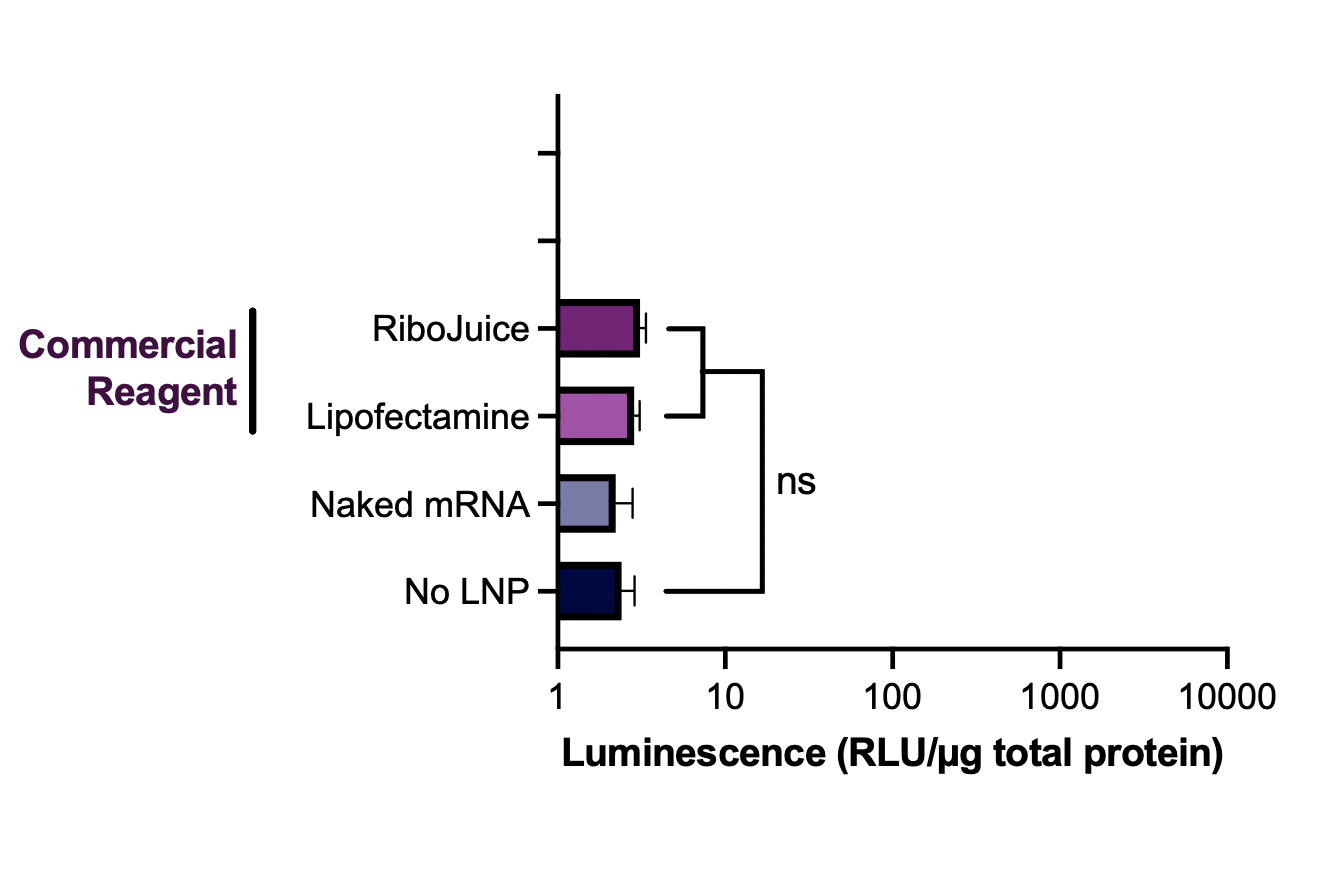 RiboJuice
Commercial
Reagent
Lipofectamine
ns
Naked mRNA
No LNP
1 10 100 1000 10000
Luminescence (RLU/µg total protein)